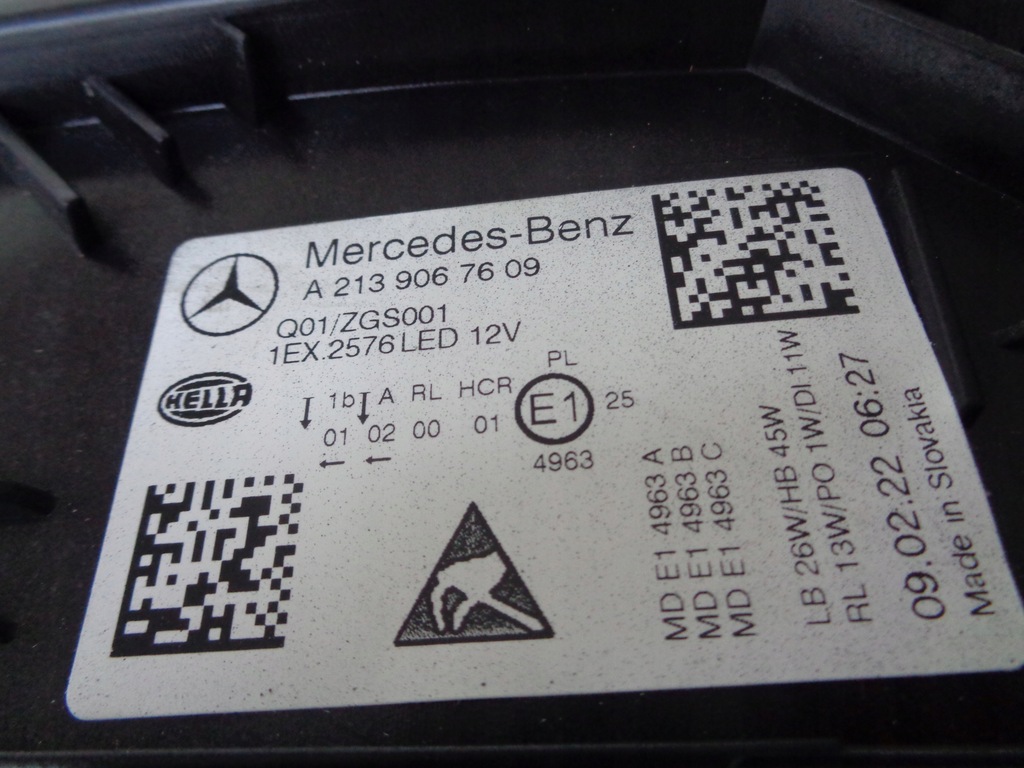 Mercedes-Benz
A 213 906 76 09
Q01/ZGS001
1EX.2576 LED 12V
HELLA
1b A RL HCR PL
01 02 00 01 E1 25
4963
MD E1 4963 A
MD E1 4963 B
MD E1 4963 C
LB 26W/HB 45W
RL 13W/PO 1W/DI 11W
09.02.22 06:27
Made in Slovakia